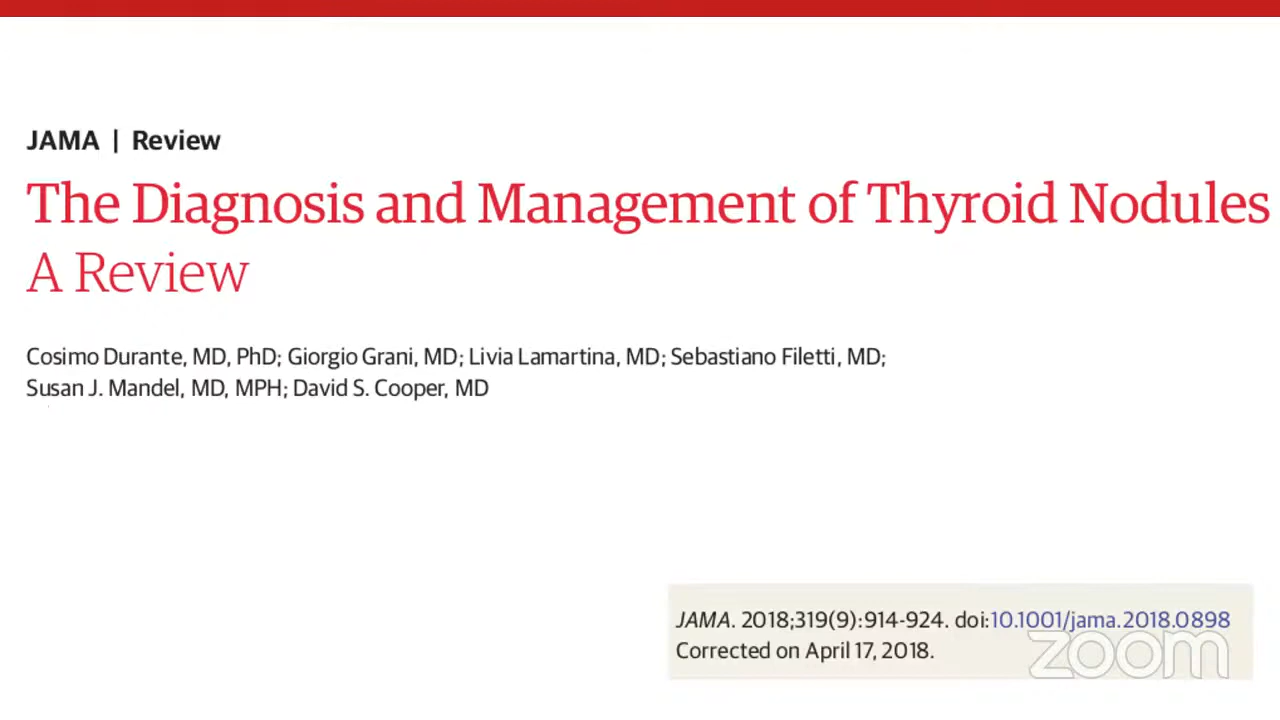 JAMA | Review
The Diagnosis and Management of Thyroid Nodules
A Review
Cosimo Durante, MD, PhD; Giorgio Grani, MD; Livia Lamartina, MD; Sebastiano Filetti, MD;
Susan J. Mandel, MD, MPH; David S. Cooper, MD
JAMA. 2018;319(9):914-924. doi:10.1001/jama.2018.0898
Corrected on April 17, 2018.
zoom